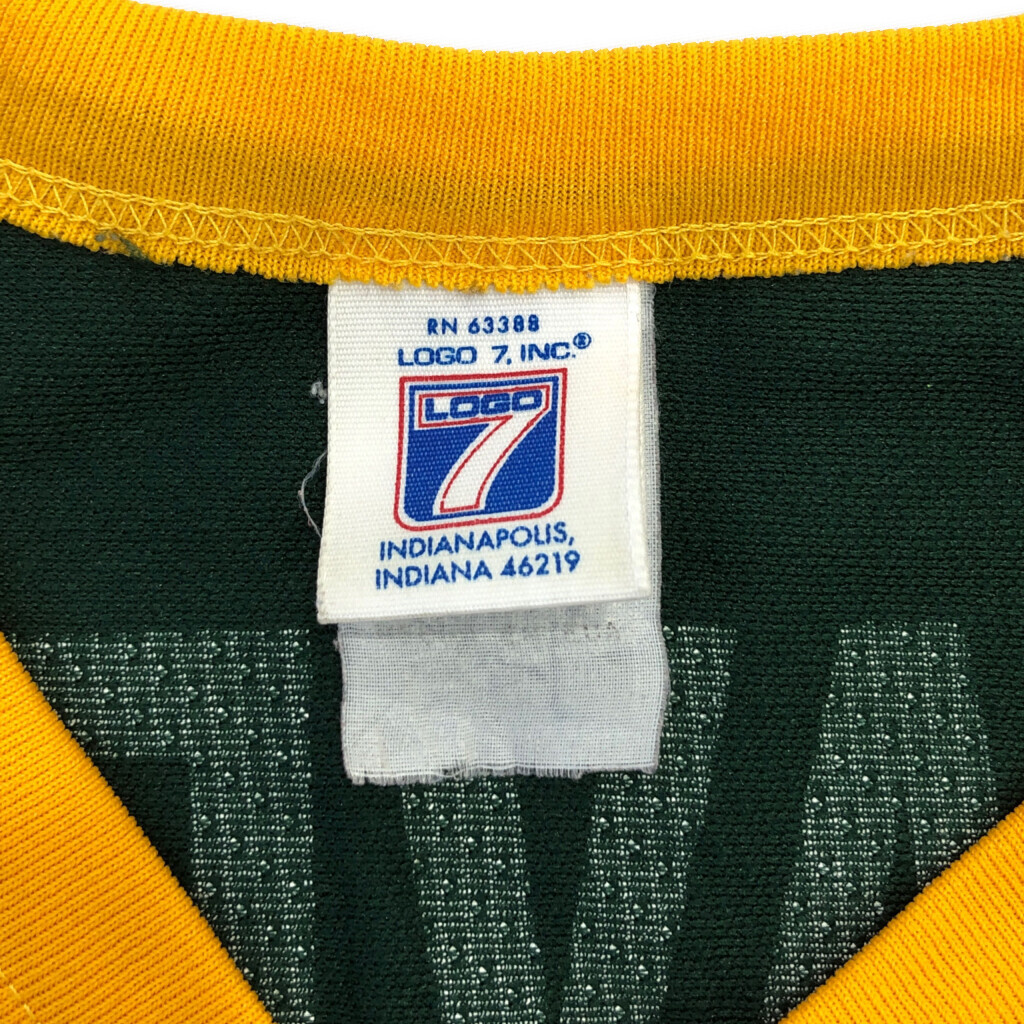 RN 63388
LOGO 7, INC.®
LOGO
7
INDIANAPOLIS,
INDIANA 46219